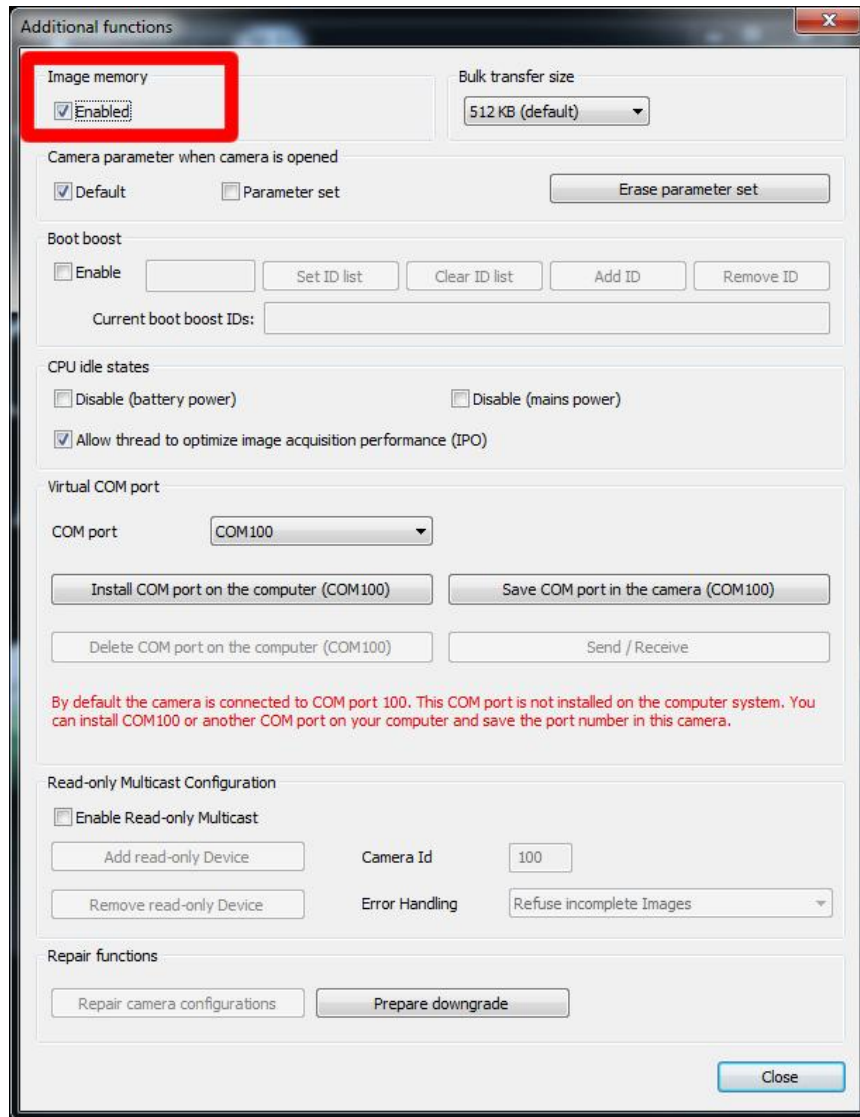 Additional functions
Image memory
Bulk transfer size
Enabled
512 KB (default)
Camera parameter when camera is opened
Default
Parameter set
Erase parameter set
Boot boost
Enable
Set ID list
Clear ID list
Add ID
Remove ID
Current boot boost IDs:
CPU idle states
Disable (battery power)
Disable (mains power)
Allow thread to optimize image acquisition performance (IPO)
Virtual COM port
COM port
COM100
Install COM port on the computer (COM100)
Save COM port in the camera (COM100)
Delete COM port on the computer (COM100)
Send / Receive
By default the camera is connected to COM port 100. This COM port is not installed on the computer system. You
can install COM100 or another COM port on your computer and save the port number in this camera.
Read-only Multicast Configuration
Enable Read-only Multicast
Add read-only Device
Camera Id
100
Remove read-only Device
Error Handling
Refuse incomplete Images
Repair functions
Repair camera configurations
Prepare downgrade
Close